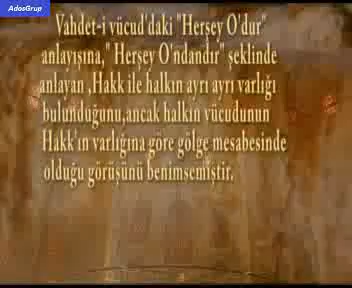 AdosGrup
Vahdet-i vücud'daki "Herşey O'dur"
anlayışına," Herşey O'ndandır" şeklinde
anlayan ,Hakk ile halkın ayrı ayrı varlığı
bulunduğunu,ancak halkın vücudunun
Hakk'ın varlığına göre gölge mesabesinde
olduğu görüşünü benimsemiştir.